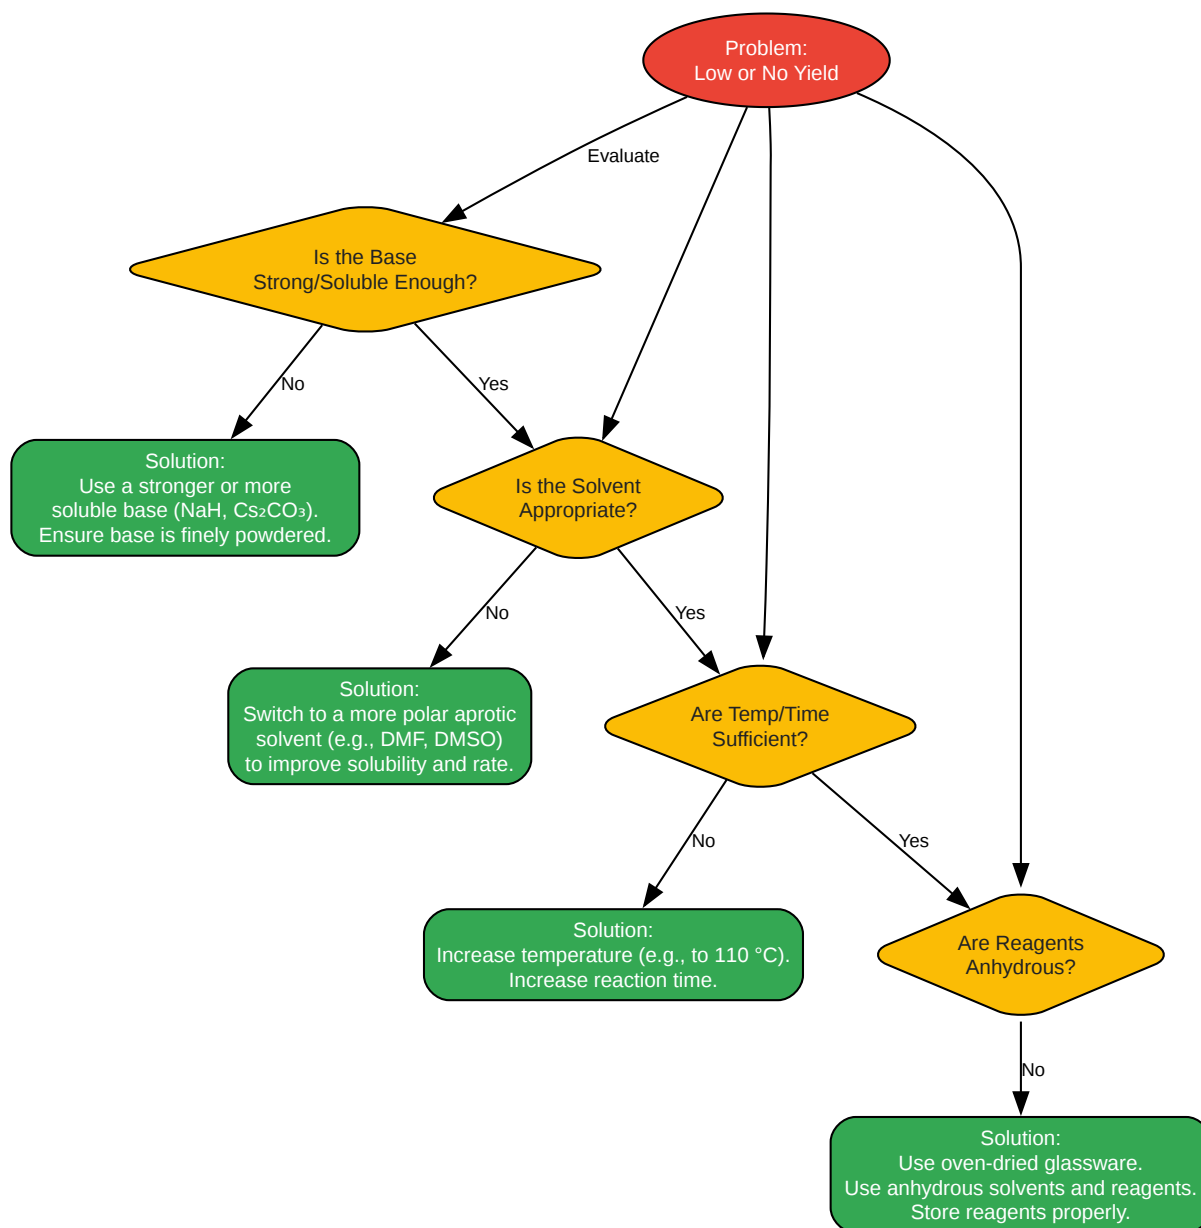 Problem:
Low or No Yield
Evaluate
Is the Base
Strong/Soluble Enough?
No
Yes
Solution:
Use a stronger or more
soluble base (NaH, Cs₂CO₃).
Ensure base is finely powdered.
Is the Solvent
Appropriate?
No
Yes
Solution:
Switch to a more polar aprotic
solvent (e.g., DMF, DMSO)
to improve solubility and rate.
Are Temp/Time
Sufficient?
No
Yes
Solution:
Increase temperature (e.g., to 110 °C).
Increase reaction time.
Are Reagents
Anhydrous?
No
Solution:
Use oven-dried glassware.
Use anhydrous solvents and reagents.
Store reagents properly.